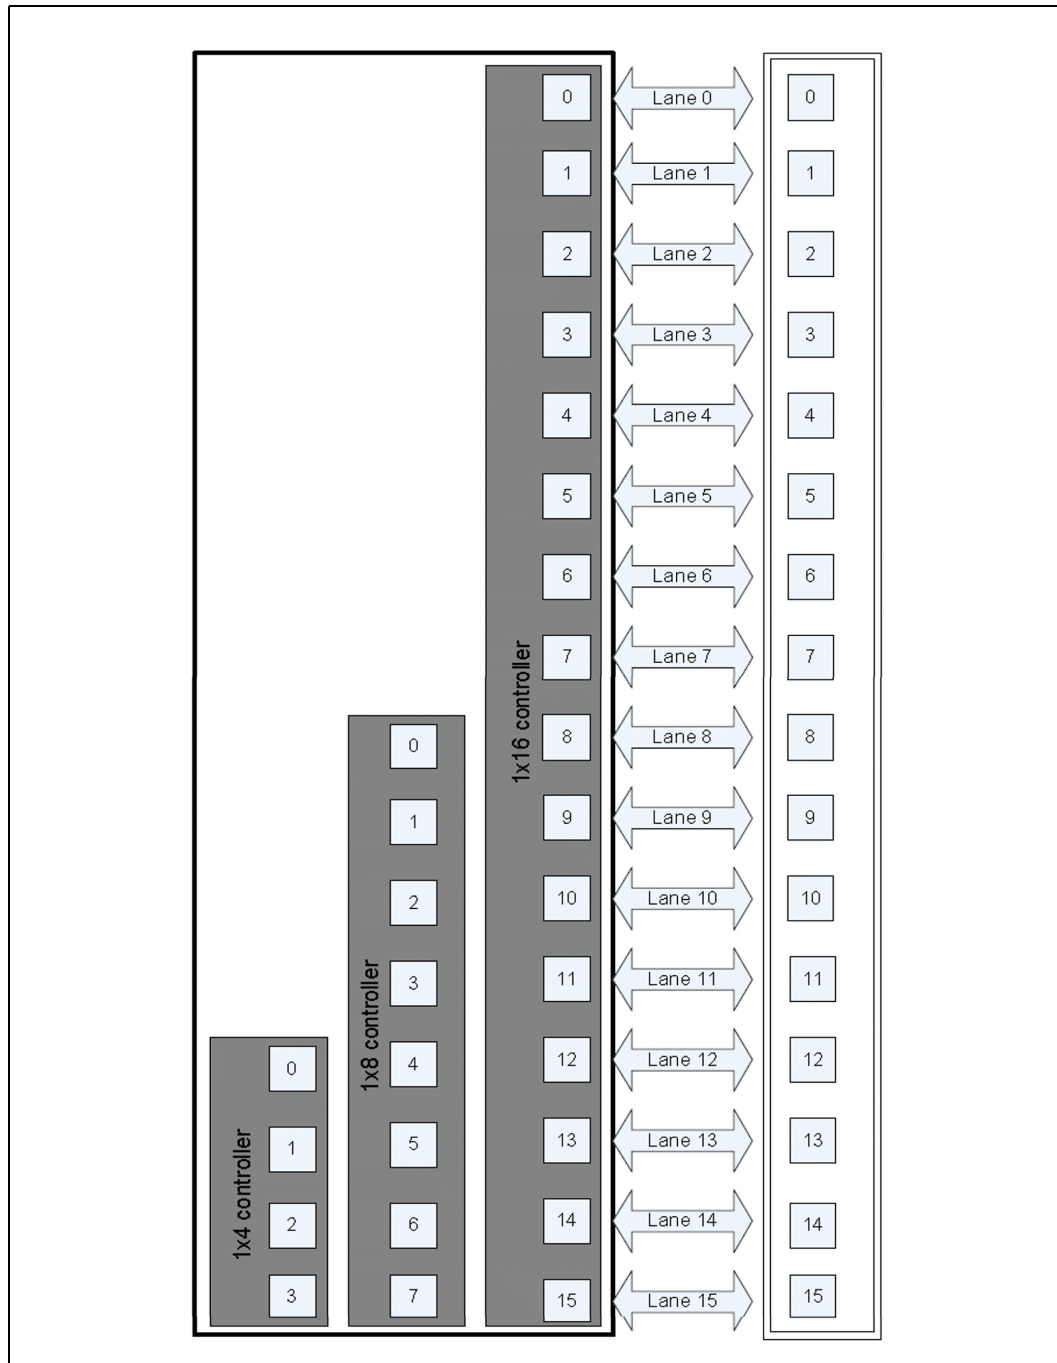 0 Lane 0 0
1 Lane 1 1
2 Lane 2 2
3 Lane 3 3
4 Lane 4 4
5 Lane 5 5
6 Lane 6 6
7 Lane 7 7
1x16 controller
0 8 Lane 8 8
1 9 Lane 9 9
2 10 Lane 10 10
3 11 Lane 11 11
1x8 controller
0 4 12 Lane 12 12
1 5 13 Lane 13 13
1x4 controller
2 6 14 Lane 14 14
3 7 15 Lane 15 15